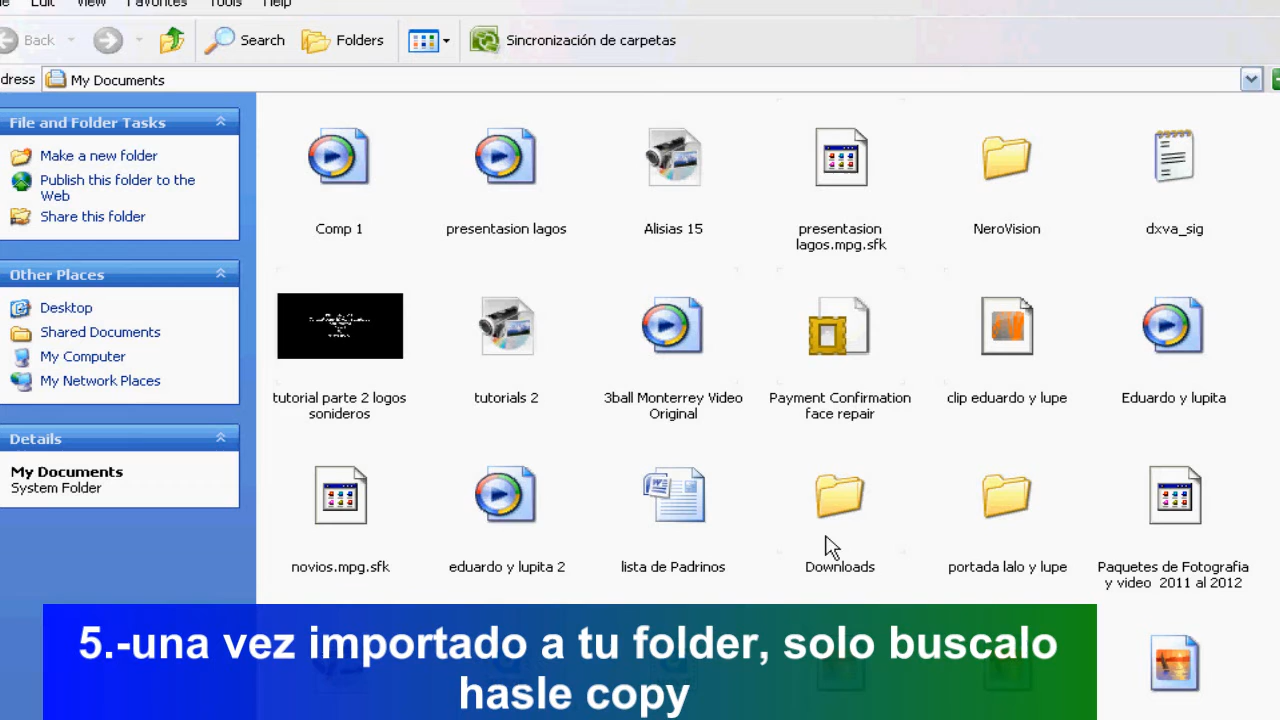 Edit View Favorites Tools Help
Back Search Folders Sincronización de carpetas
dress My Documents
File and Folder Tasks
Make a new folder
Publish this folder to the
Web
Share this folder
Other Places
Desktop
Shared Documents
My Computer
My Network Places
Details
My Documents
System Folder
Comp 1
presentasion lagos
Alisias 15
presentasion
lagos.mpg.sfk
NeroVision
dxva_sig
tutorial parte 2 logos
sonideros
tutorials 2
3ball Monterrey Video
Original
Payment Confirmation
face repair
clip eduardo y lupe
Eduardo y lupita
novios.mpg.sfk
eduardo y lupita 2
lista de Padrinos
Downloads
portada lalo y lupe
Paquetes de Fotografia
y video 2011 al 2012
5.-una vez importado a tu folder, solo buscalo
hasle copy